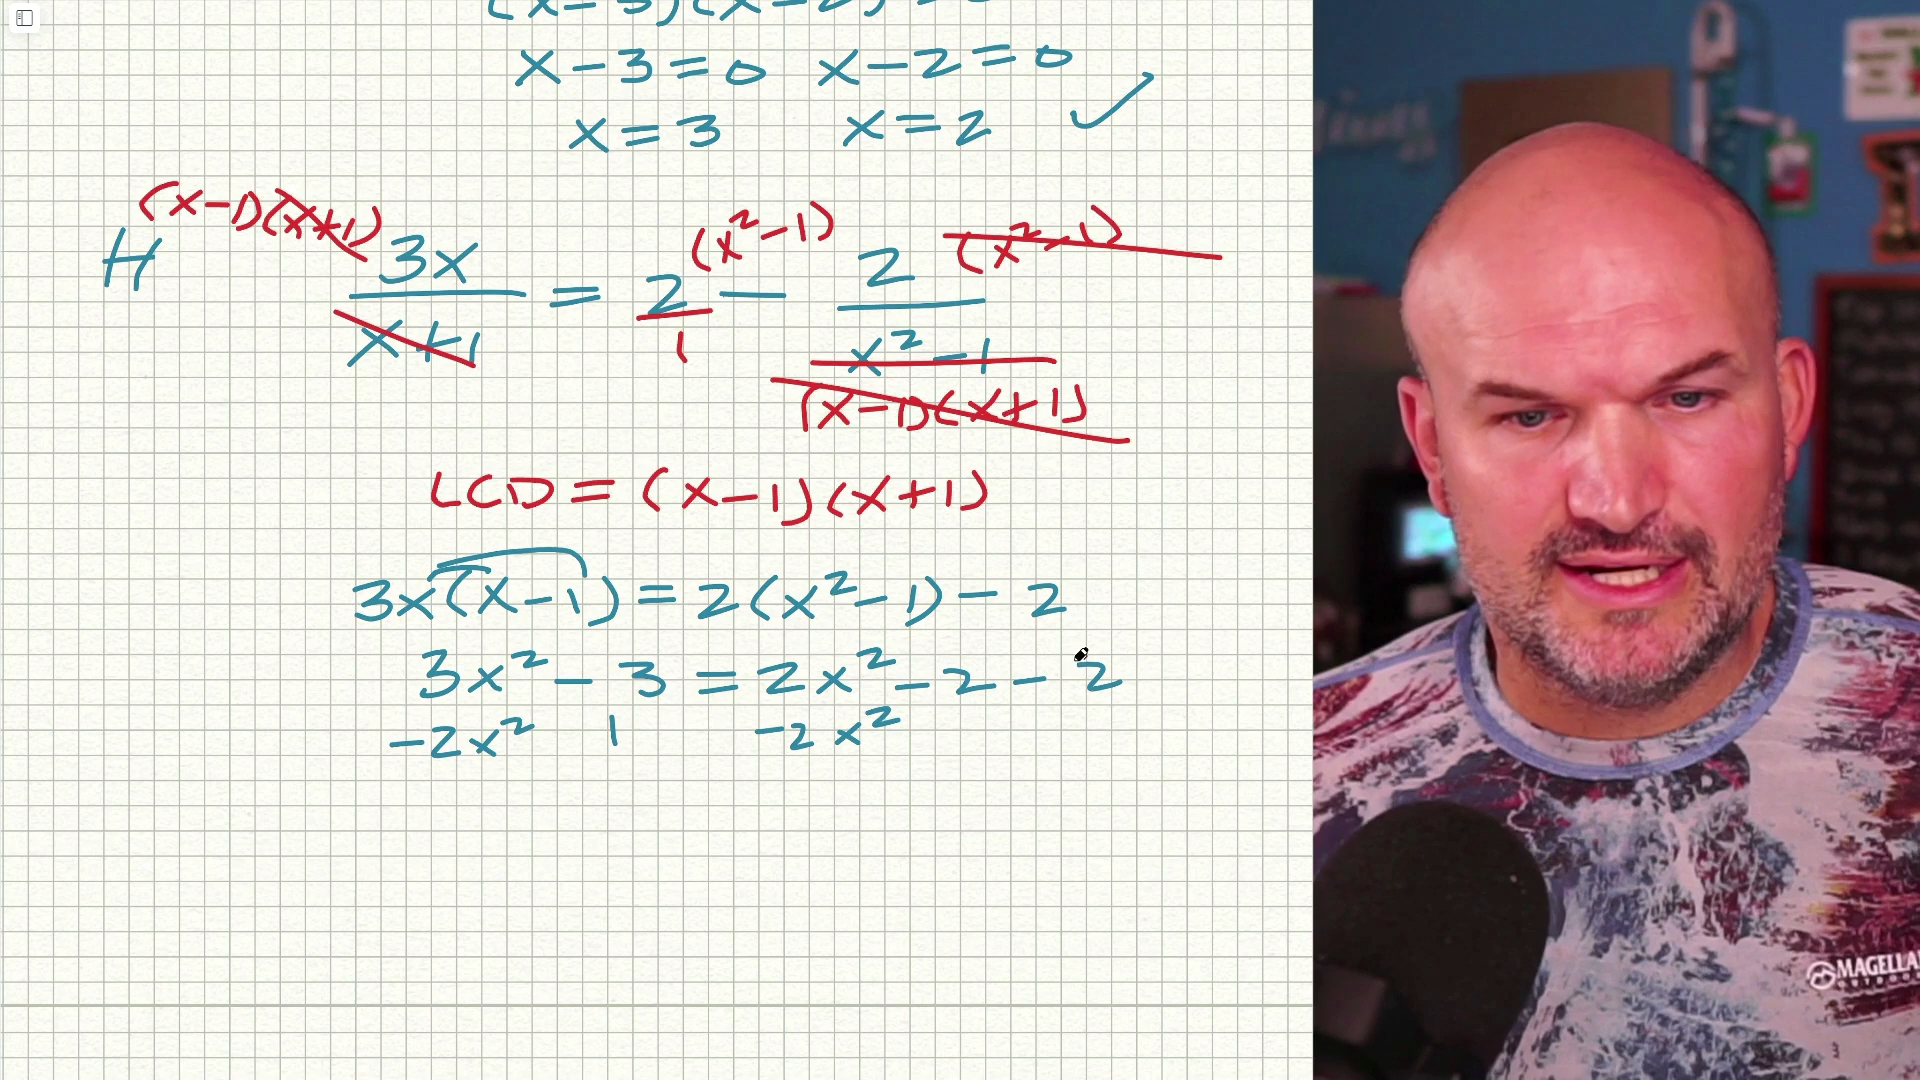 x-3=0 x-2=0
x=3 x=2 ✓
H (x-1)(x+1) 3x/x+1 = 2/1 (x²-1) - 2/x²-1 (x²-1)
(x-1)(x+1)
LCD = (x-1)(x+1)
3x(x-1) = 2(x²-1) - 2
3x² - 3 = 2x² - 2 - 2
-2x² 1 -2x²